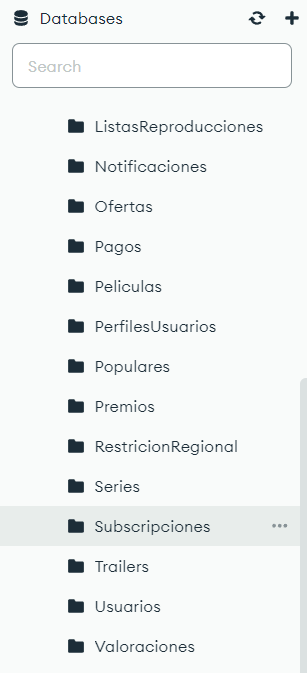 Databases
Search
ListasReproducciones
Notificaciones
Ofertas
Pagos
Peliculas
PerfilesUsuarios
Populares
Premios
RestricionRegional
Series
Subscripciones
Trailers
Usuarios
Valoraciones